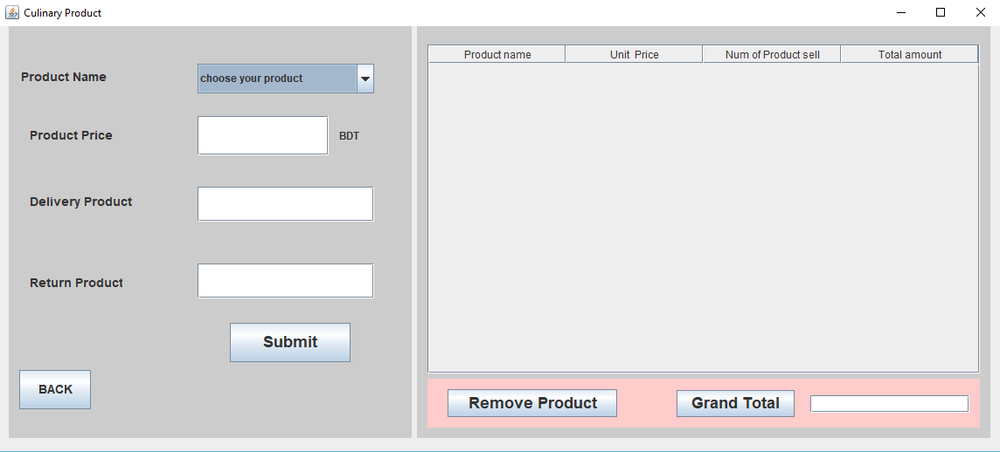 Culinary Product
Product Name
choose your product
Product Price
BDT
Delivery Product
Return Product
Submit
BACK
Product name Unit Price Num of Product sell Total amount
Remove Product
Grand Total